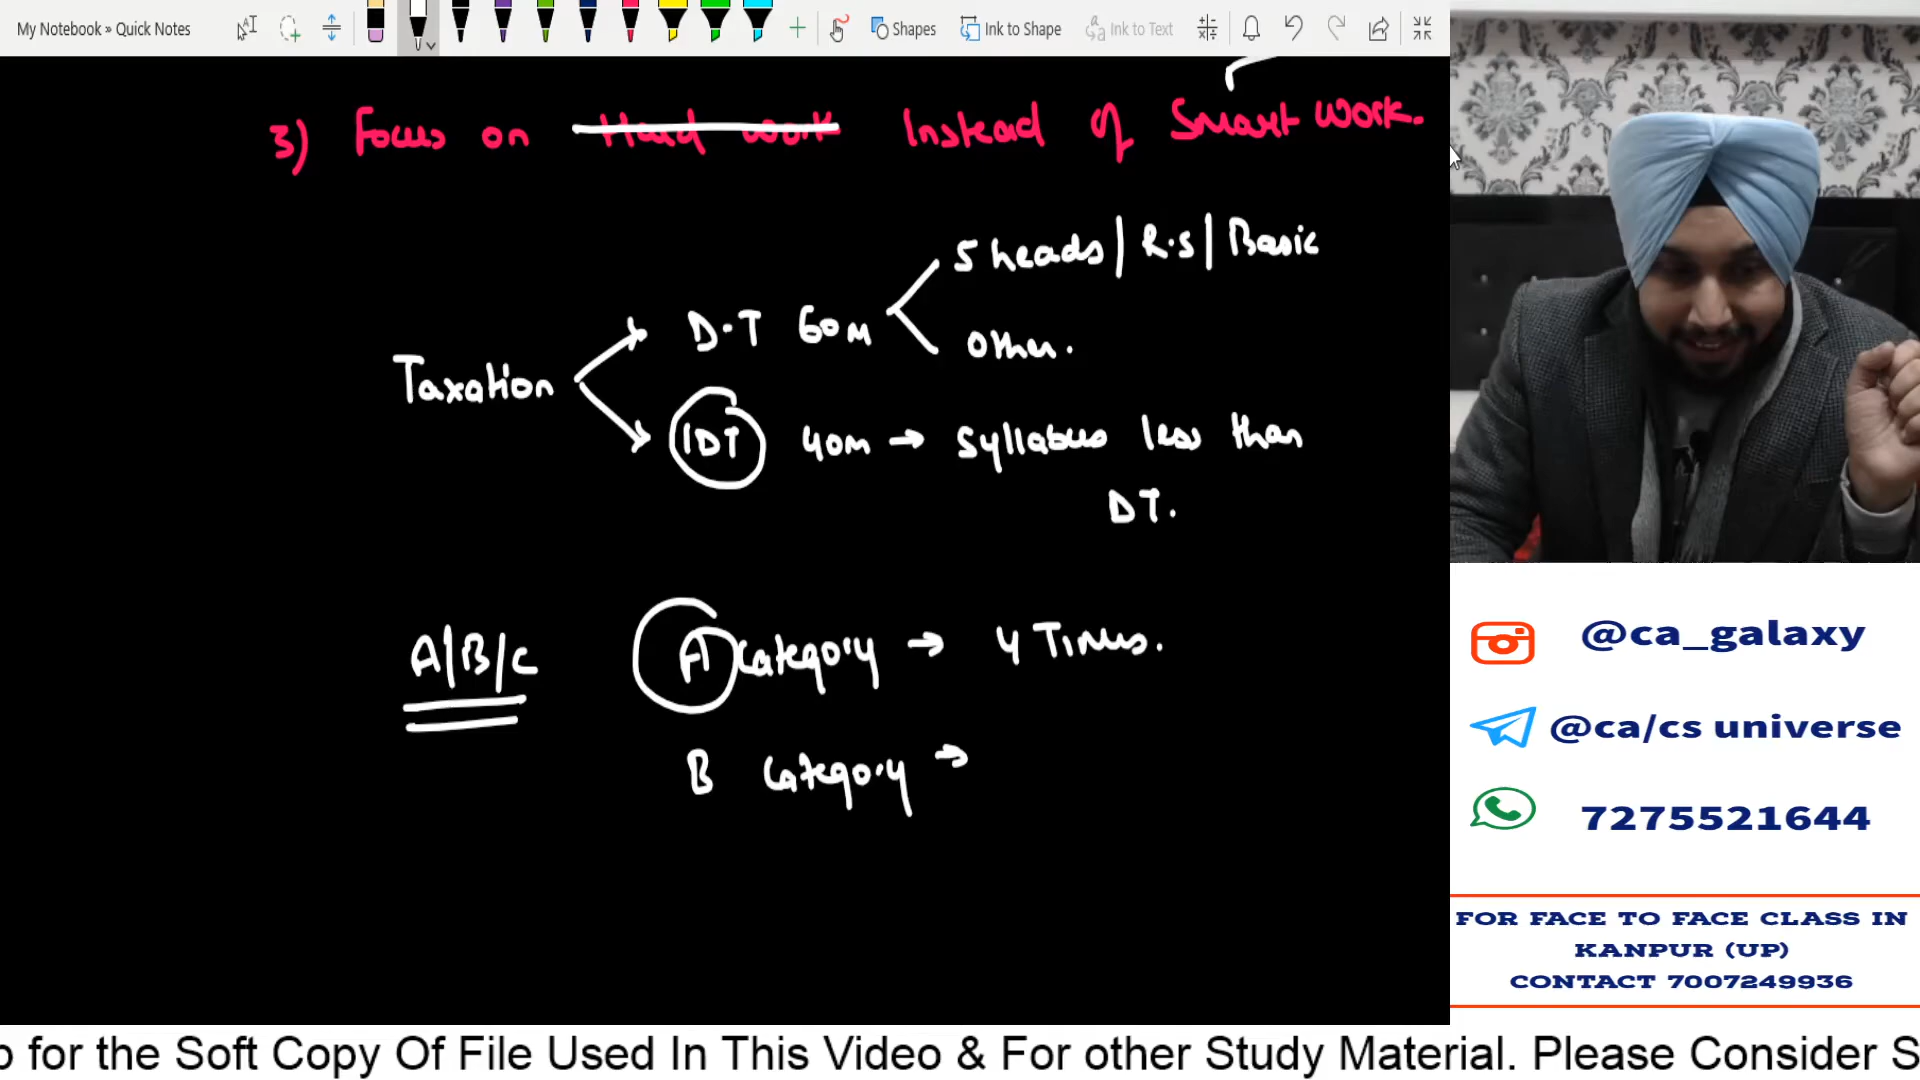 My Notebook » Quick Notes
Shapes
Ink to Shape
Ink to Text
3) Focus on Hard work Instead of Smart Work.
5 heads | R.S | Basic
D.T 60M
Other.
Taxation
IDT 40M → Syllabus less than
DT.
A/B/C
A Category → 4 Times.
B Category →
@ca_galaxy
@ca/cs universe
7275521644
FOR FACE TO FACE CLASS IN
KANPUR (UP)
CONTACT 7007249936
for the Soft Copy Of File Used In This Video & For other Study Material. Please Consider S